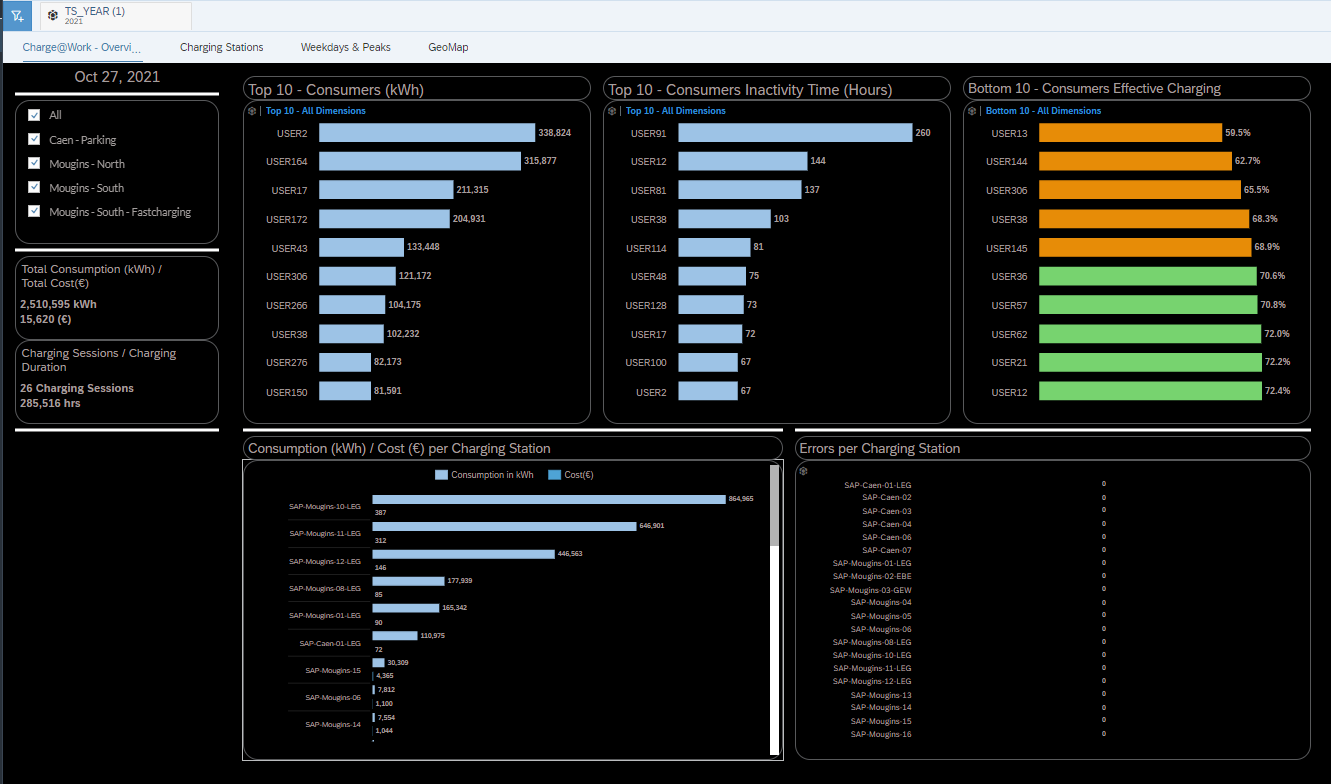 TS_YEAR (1)
2021
Charge@Work - Overvi...
Charging Stations
Weekdays & Peaks
GeoMap
Oct 27, 2021
All
Caen - Parking
Mougins - North
Mougins - South
Mougins - South - Fastcharging
Total Consumption (kWh) /
Total Cost(€)
2,510,595 kWh
15,620 (€)
Charging Sessions / Charging
Duration
26 Charging Sessions
285,516 hrs
Top 10 - Consumers (kWh)
Top 10 - All Dimensions
USER2 338,824
USER164 315,877
USER17 211,315
USER172 204,931
USER43 133,448
USER306 121,172
USER266 104,175
USER38 102,232
USER276 82,173
USER150 81,591
Top 10 - Consumers Inactivity Time (Hours)
Top 10 - All Dimensions
USER91 260
USER12 144
USER81 137
USER38 103
USER114 81
USER48 75
USER128 73
USER17 72
USER100 67
USER2 67
Bottom 10 - Consumers Effective Charging
Bottom 10 - All Dimensions
USER13 59.5%
USER144 62.7%
USER306 65.5%
USER38 68.3%
USER145 68.9%
USER36 70.6%
USER57 70.8%
USER62 72.0%
USER21 72.2%
USER12 72.4%
Consumption (kWh) / Cost (€) per Charging Station
Consumption in kWh Cost(€)
SAP-Mougins-10-LEG 864,965
387
SAP-Mougins-11-LEG 646,901
312
SAP-Mougins-12-LEG 446,563
146
SAP-Mougins-08-LEG 177,939
85
SAP-Mougins-01-LEG 165,342
90
SAP-Caen-01-LEG 110,975
72
SAP-Mougins-15 30,309
4,365
SAP-Mougins-06 7,812
1,100
SAP-Mougins-14 7,554
1,044
Errors per Charging Station
SAP-Caen-01-LEG 0
SAP-Caen-02 0
SAP-Caen-03 0
SAP-Caen-04 0
SAP-Caen-06 0
SAP-Caen-07 0
SAP-Mougins-01-LEG 0
SAP-Mougins-02-EBE 0
SAP-Mougins-03-GEW 0
SAP-Mougins-04 0
SAP-Mougins-05 0
SAP-Mougins-06 0
SAP-Mougins-08-LEG 0
SAP-Mougins-10-LEG 0
SAP-Mougins-11-LEG 0
SAP-Mougins-12-LEG 0
SAP-Mougins-13 0
SAP-Mougins-14 0
SAP-Mougins-15 0
SAP-Mougins-16 0